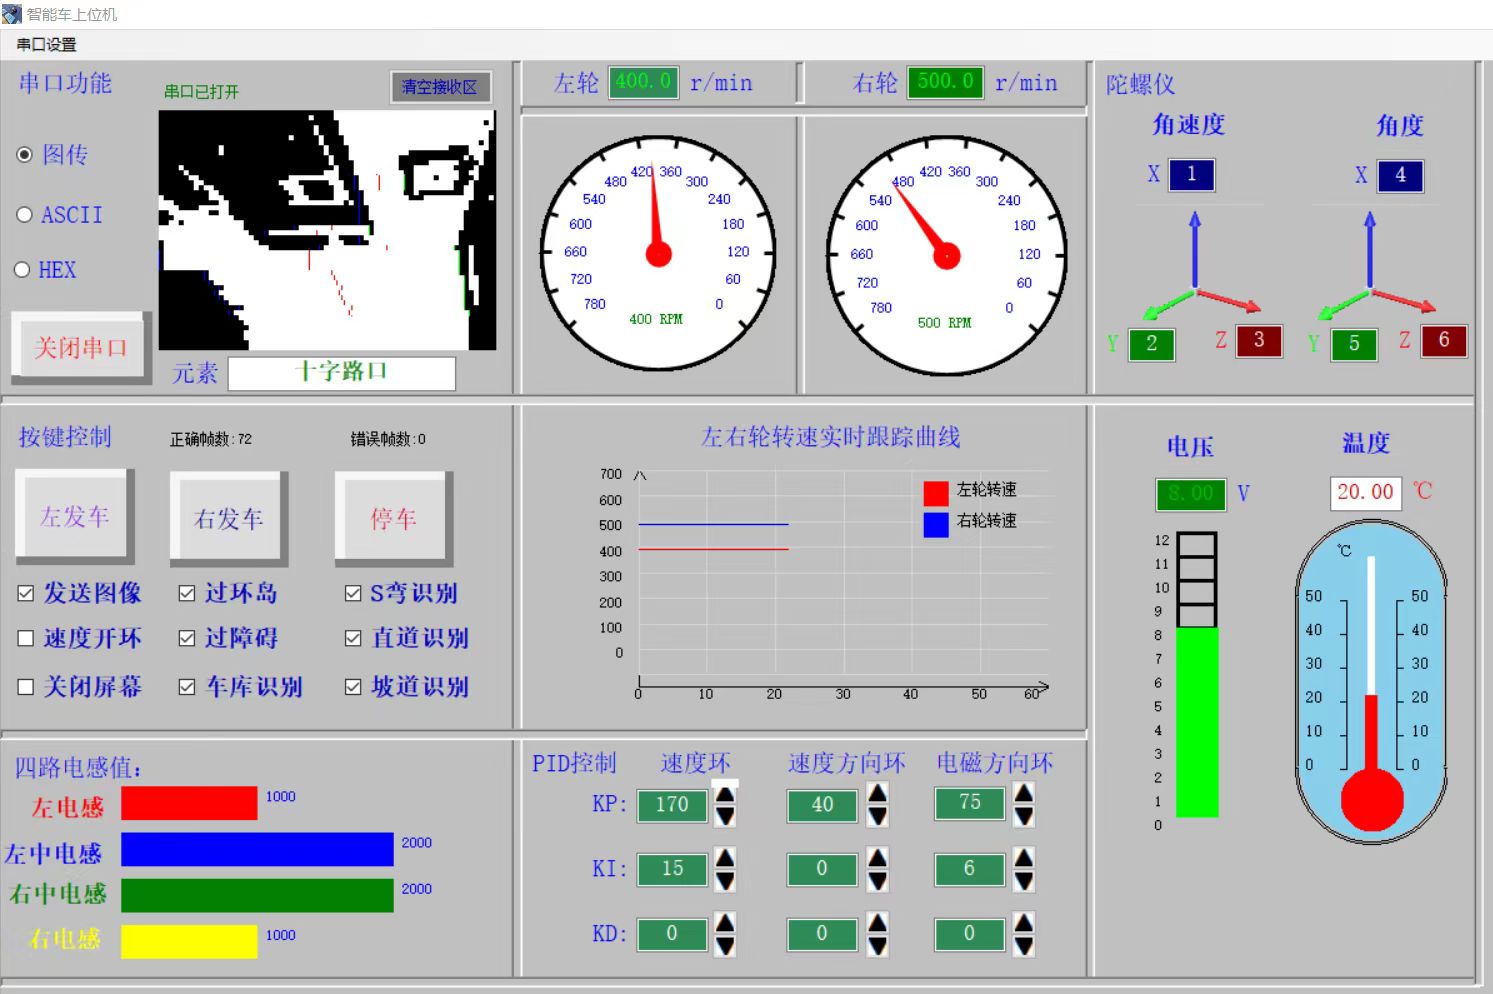 智能车上位机
串口设置
串口功能
串口已打开
清空接收区
图传
ASCII
HEX
关闭串口
元素
十字路口
左轮 400.0 r/min
420 360
480 300
540 240
600 180
660 120
720 60
780 0
400 RPM
右轮 500.0 r/min
420 360
480 300
540 240
600 180
660 120
720 60
780 0
500 RPM
陀螺仪
角速度 角度
X 1 X 4
Y 2 Z 3 Y 5 Z 6
按键控制 正确帧数:72 错误帧数:0
左发车 右发车 停车
发送图像 过环岛 S弯识别
速度开环 过障碍 直道识别
关闭屏幕 车库识别 坡道识别
左右轮转速实时跟踪曲线
700
600
500
400
300
200
100
0
0 10 20 30 40 50 60
左轮转速
右轮转速
电压 温度
8.00 V 20.00 ℃
12
11
10
9
8
7
6
5
4
3
2
1
0
℃
50 50
40 40
30 30
20 20
10 10
0 0
四路电感值:
左电感 1000
左中电感 2000
右中电感 2000
右电感 1000
PID控制 速度环 速度方向环 电磁方向环
KP: 170 40 75
KI: 15 0 6
KD: 0 0 0